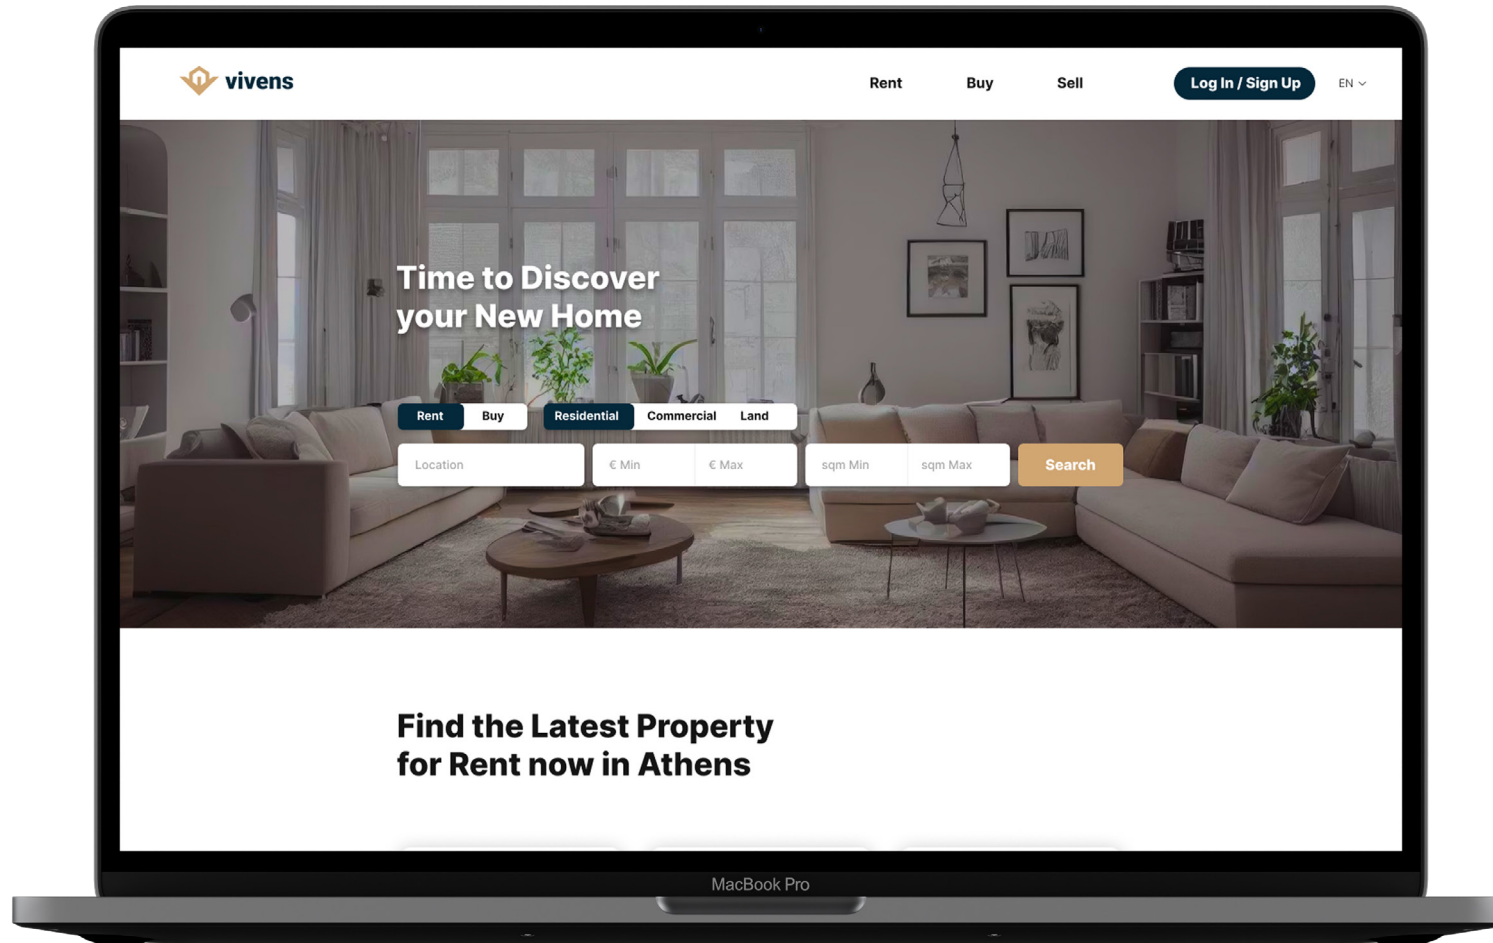 vivens
Rent
Buy
Sell
Log In / Sign Up
EN
Time to Discover
your New Home
Rent
Buy
Residential
Commercial
Land
Location
€ Min
€ Max
sqm Min
sqm Max
Search
Find the Latest Property
for Rent now in Athens
MacBook Pro